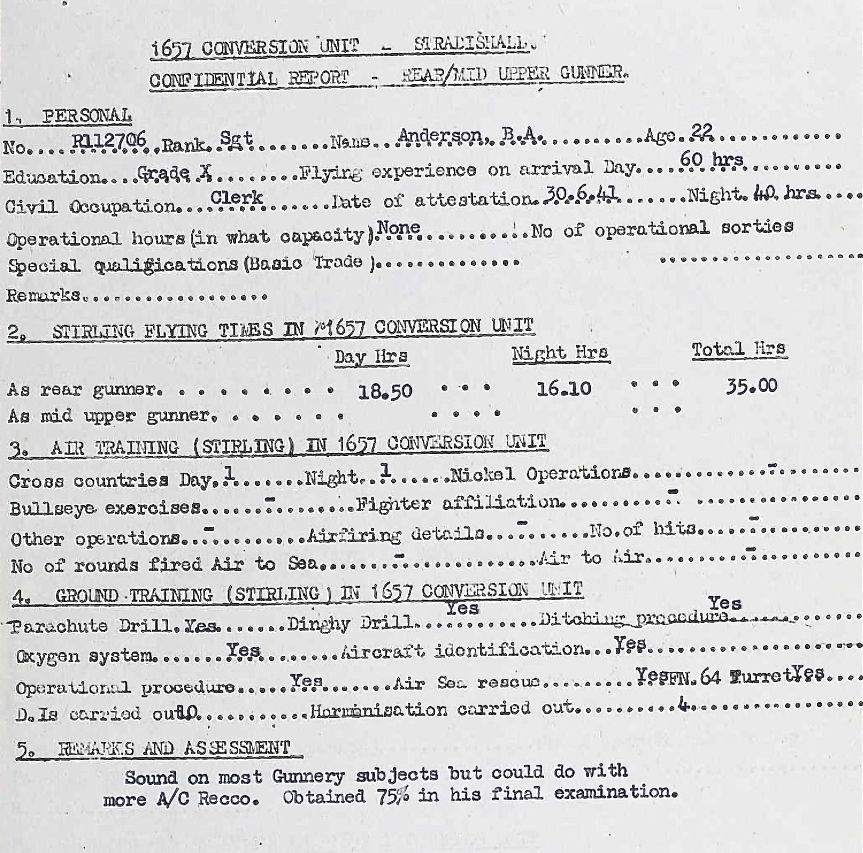 1657 CONVERSION UNIT - STRADISHALL.
CONFIDENTIAL REPORT - REAR/MID UPPER GUNNER.
1. PERSONAL
No.... R112706..Rank. Sgt........Name.. Anderson, B.A...........Age. 22.............
Education....Grade X.........Flying experience on arrival Day.....60 hrs............
Civil Occupation....Clerk.......Date of attestation.30.6.41.......Night. 40. hrs.....
Operational hours(in what capacity).None............No of operational sorties
Special qualifications(Basic Trade )..............  .....................
Remarks..................
2. STIRLING FLYING TIMES IN 1657 CONVERSION UNIT
Day Hrs Night Hrs Total Hrs
As rear gunner. . . . . . . . . 18.50 . . . 16.10 . . . 35.00
As mid upper gunner. . . . . . . . . . . . . .
3. AIR TRAINING (STIRLING) IN 1657 CONVERSION UNIT
Cross countries Day.1........Night...1......Nickel Operations.............-........
Bullseye exercises.......-.........Fighter affiliation...........-................
Other operations...-..........Airfiring details....-.......No.of hits.....-...........
No of rounds fired Air to Sea.......-..............Air to Air.........-...........
4. GROUND TRAINING (STIRLING) IN 1657 CONVERSION UNIT
Parachute Drill.Yes.......Dinghy Drill...Yes.........Ditching procedure Yes...........
Oxygen system.......Yes..........Aircraft identification...Yes....................
Operational procedure.....Yes.......Air Sea rescue.........Yes FN.64 Turret Yes....
D.Is carried out 10...........Harmonisation carried out..........4.................
5. REMARKS AND ASSESSMENT
Sound on most Gunnery subjects but could do with
more A/C Recco. Obtained 75% in his final examination.